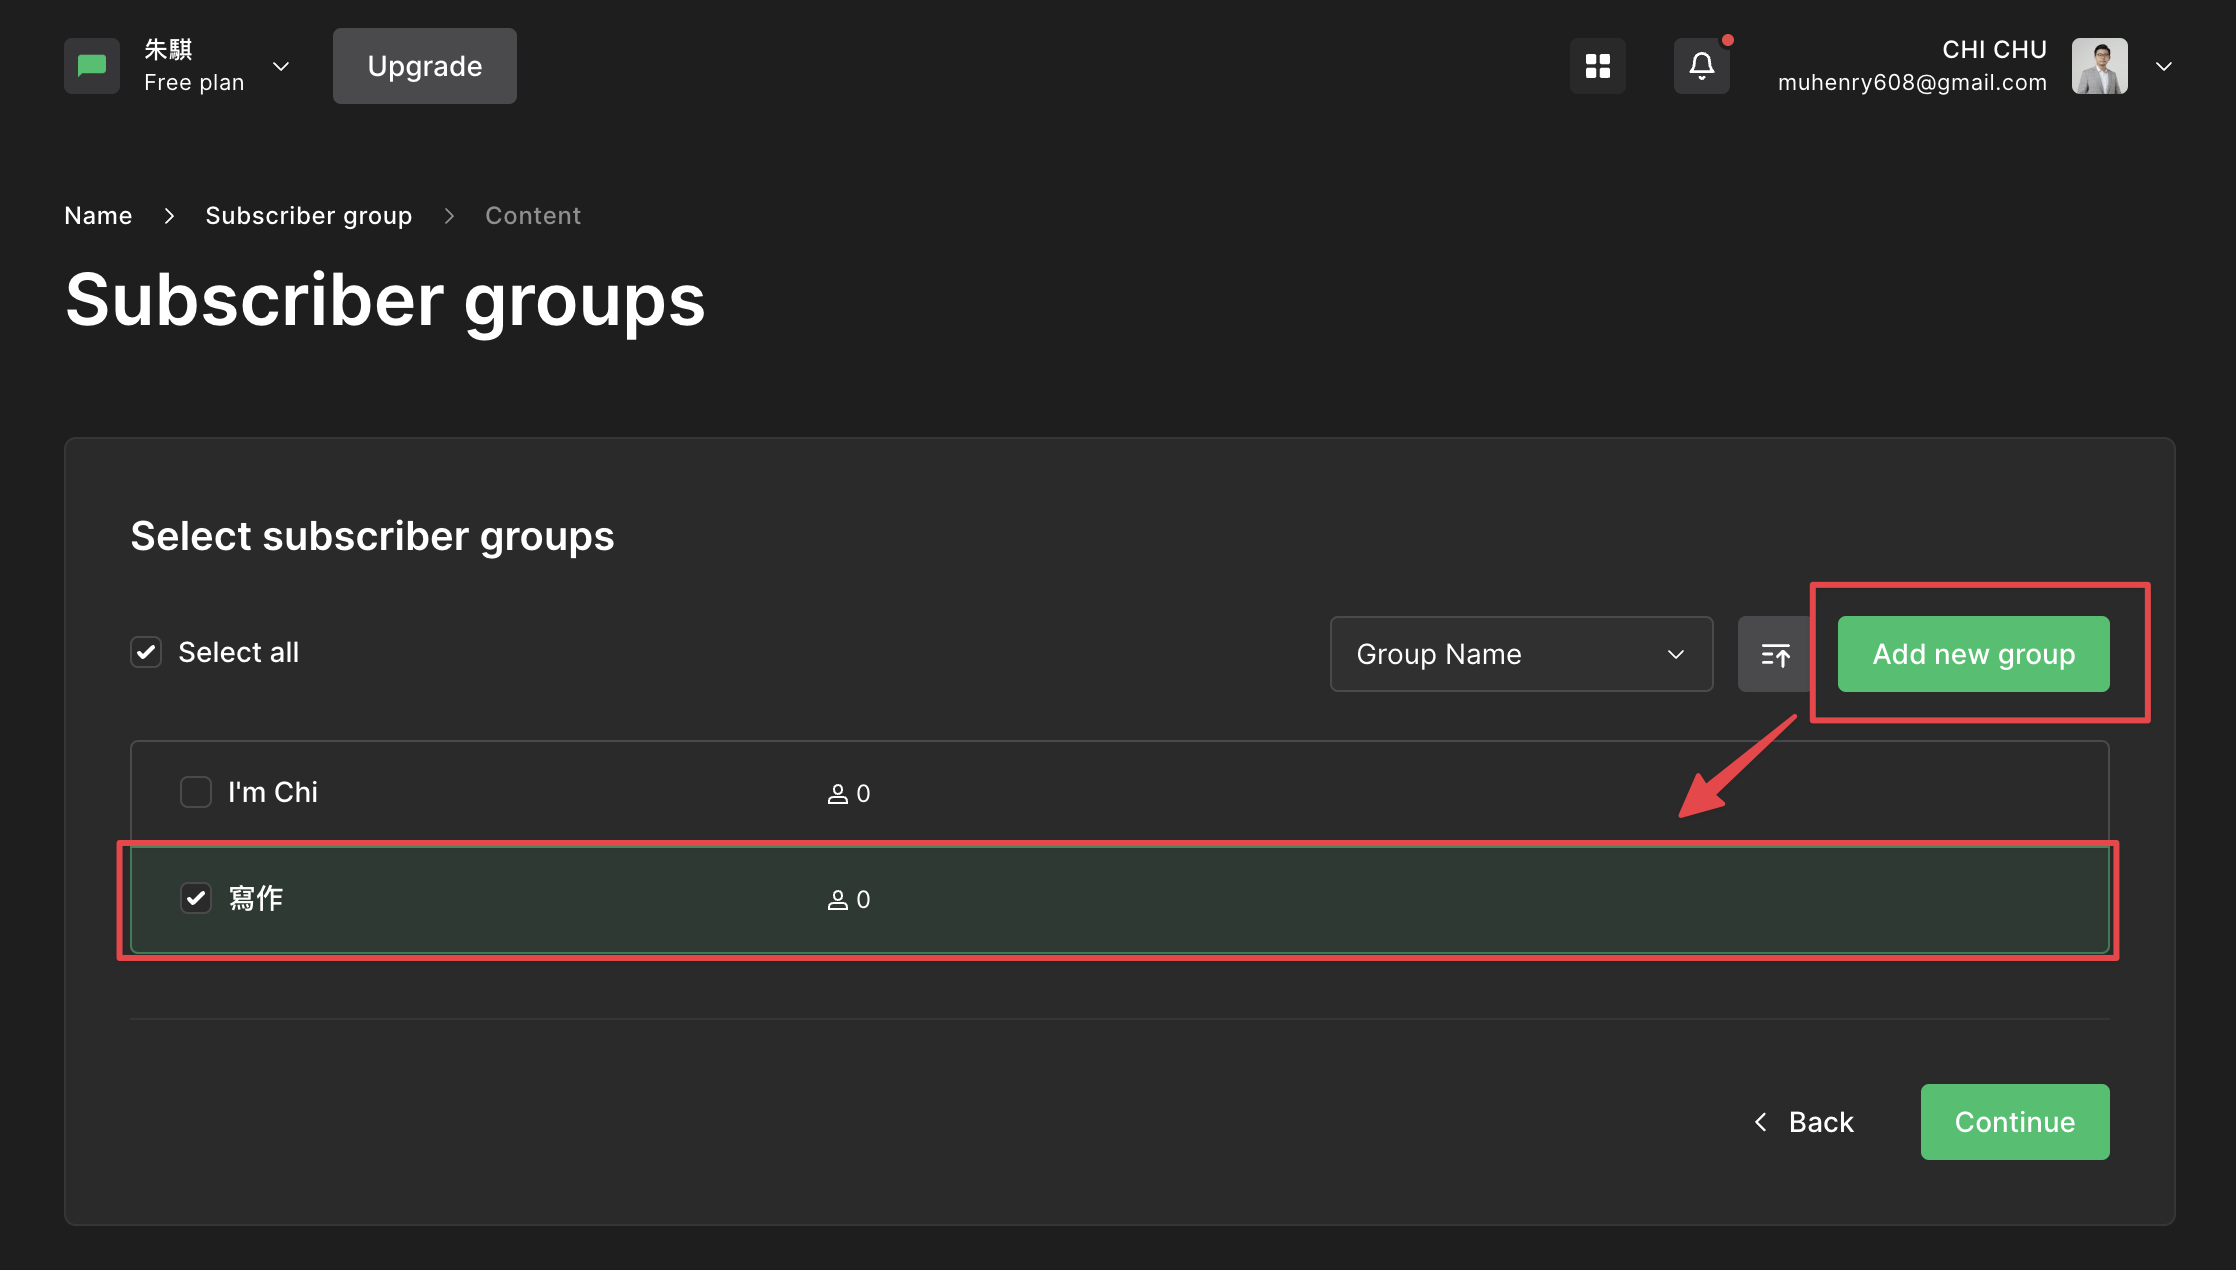 朱騏
Free plan
Upgrade
CHI CHU
muhenry608@gmail.com
Name
Subscriber group
Content
Subscriber groups
Select subscriber groups
Select all
Group Name
Add new group
I'm Chi
0
寫作
0
Back
Continue